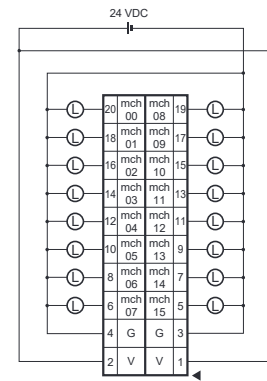 24 VDC
L 20 mch 00 mch 08 19 L
L 18 mch 01 mch 09 17 L
L 16 mch 02 mch 10 15 L
L 14 mch 03 mch 11 13 L
L 12 mch 04 mch 12 11 L
L 10 mch 05 mch 13 9 L
L 8 mch 06 mch 14 7 L
L 6 mch 07 mch 15 5 L
4 G G 3
2 V V 1